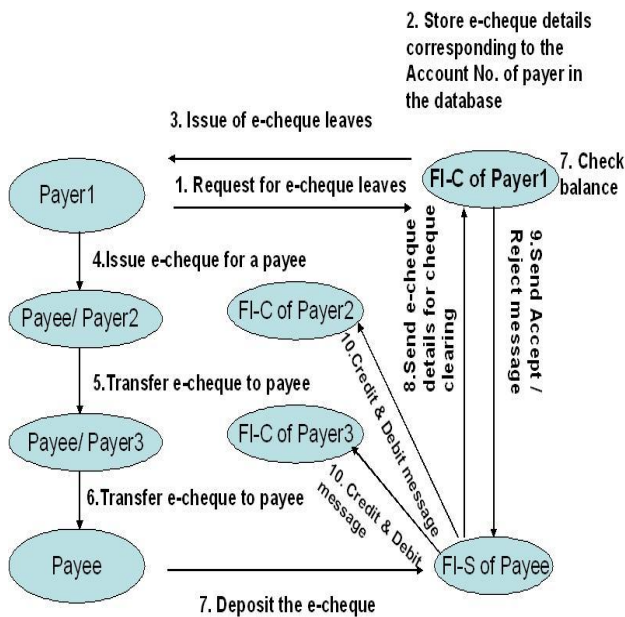 2. Store e-cheque details
corresponding to the
Account No. of payer in
the database
3. Issue of e-cheque leaves
Payer1
1. Request for e-cheque leaves
FI-C of Payer1
7. Check
balance
4.Issue e-cheque for a payee
8.Send e-cheque
details for cheque
clearing
9.Send Accept /
Reject message
Payee/ Payer2
FI-C of Payer2
10.Credit & Debit message
5.Transfer e-cheque to payee
Payee/ Payer3
FI-C of Payer3
10. Credit & Debit
message
6.Transfer e-cheque to payee
Payee
FI-S of Payee
7. Deposit the e-cheque